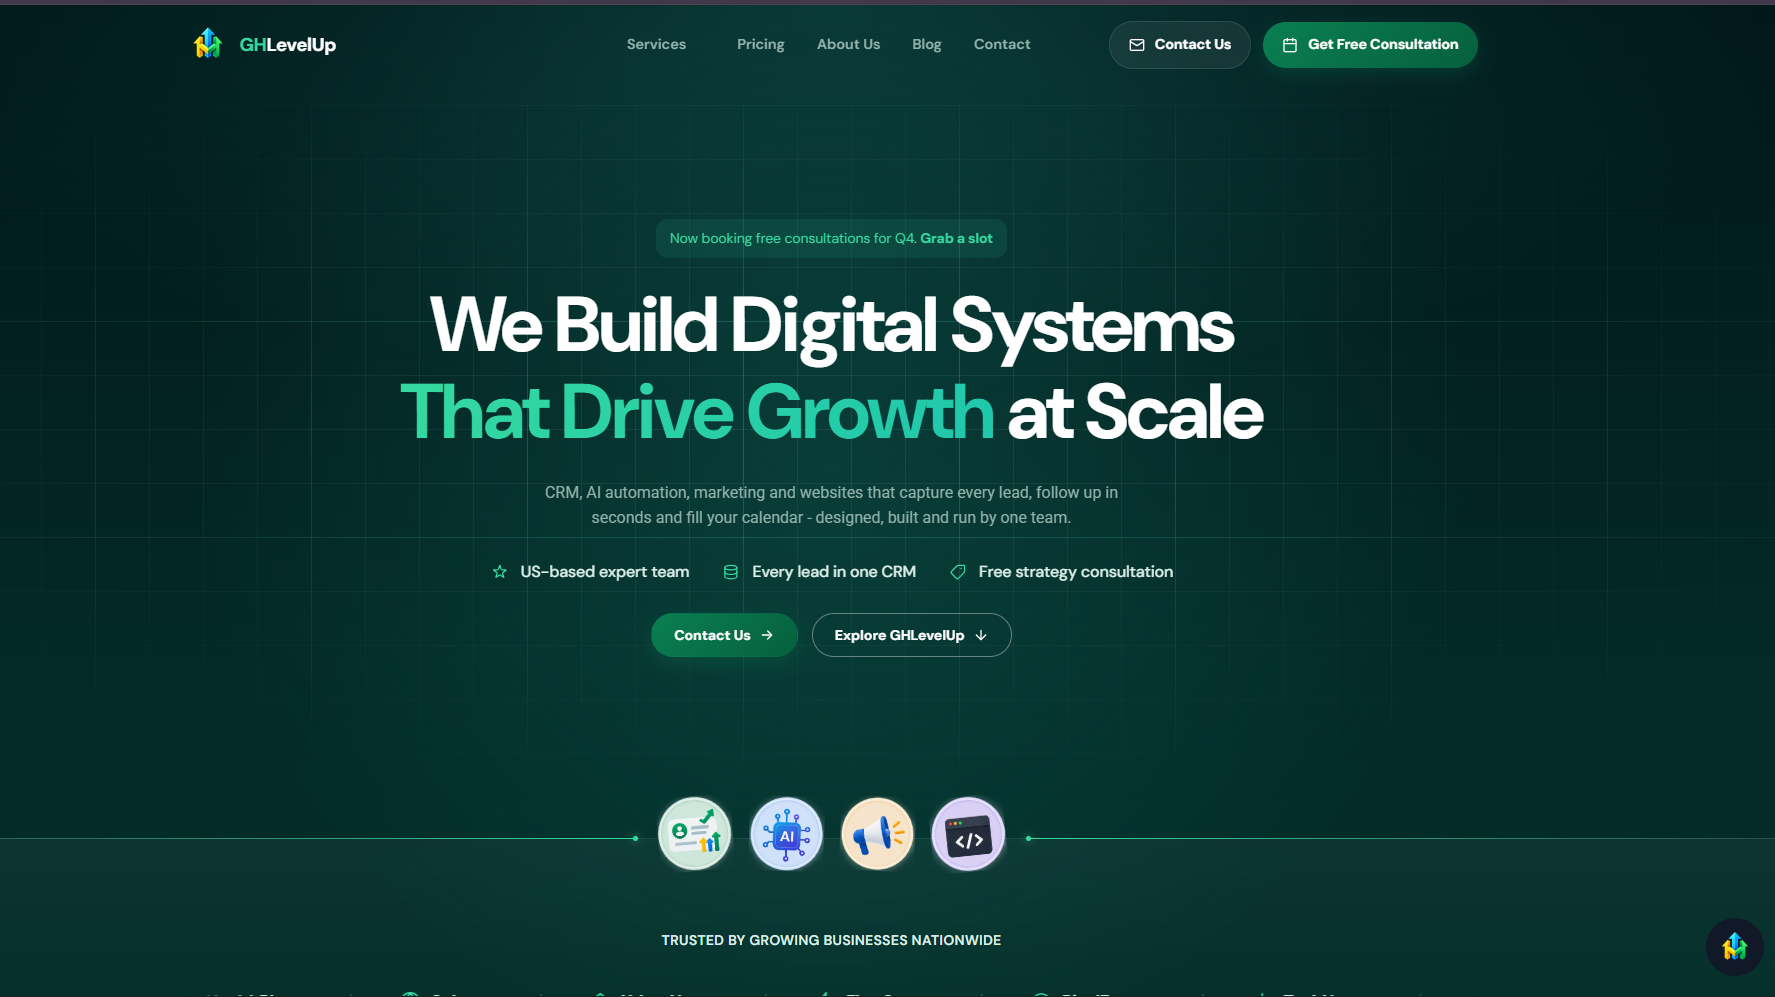 GHLevelUp
Services
Pricing
About Us
Blog
Contact
Contact Us
Get Free Consultation
Now booking free consultations for Q4. Grab a slot
We Build Digital Systems
That Drive Growth at Scale
CRM, AI automation, marketing and websites that capture every lead, follow up in
seconds and fill your calendar - designed, built and run by one team.
US-based expert team
Every lead in one CRM
Free strategy consultation
Contact Us
Explore GHLevelUp
AI
</>
TRUSTED BY GROWING BUSINESSES NATIONWIDE